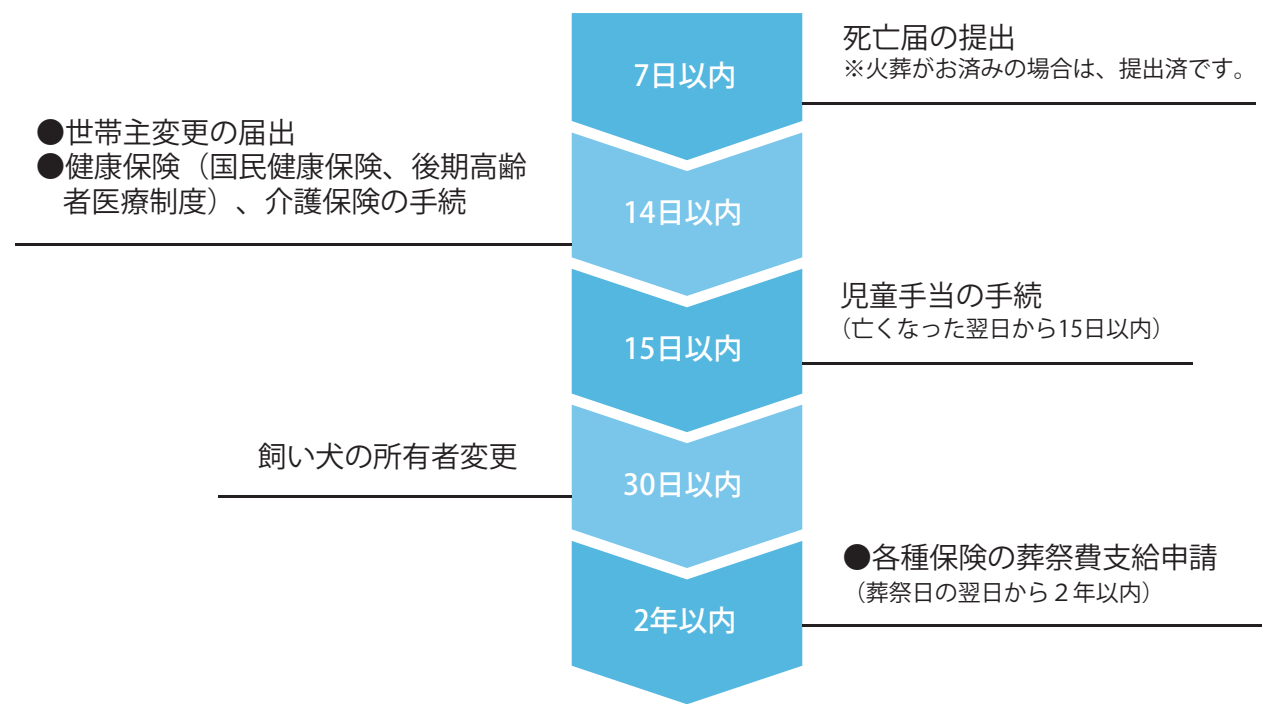 7日以内
死亡届の提出
※火葬がお済みの場合は、提出済です。
●世帯主変更の届出
●健康保険（国民健康保険、後期高齢
者医療制度）、介護保険の手続
14日以内
児童手当の手続
（亡くなった翌日から15日以内）
15日以内
飼い犬の所有者変更
30日以内
●各種保険の葬祭費支給申請
（葬祭日の翌日から２年以内）
2年以内